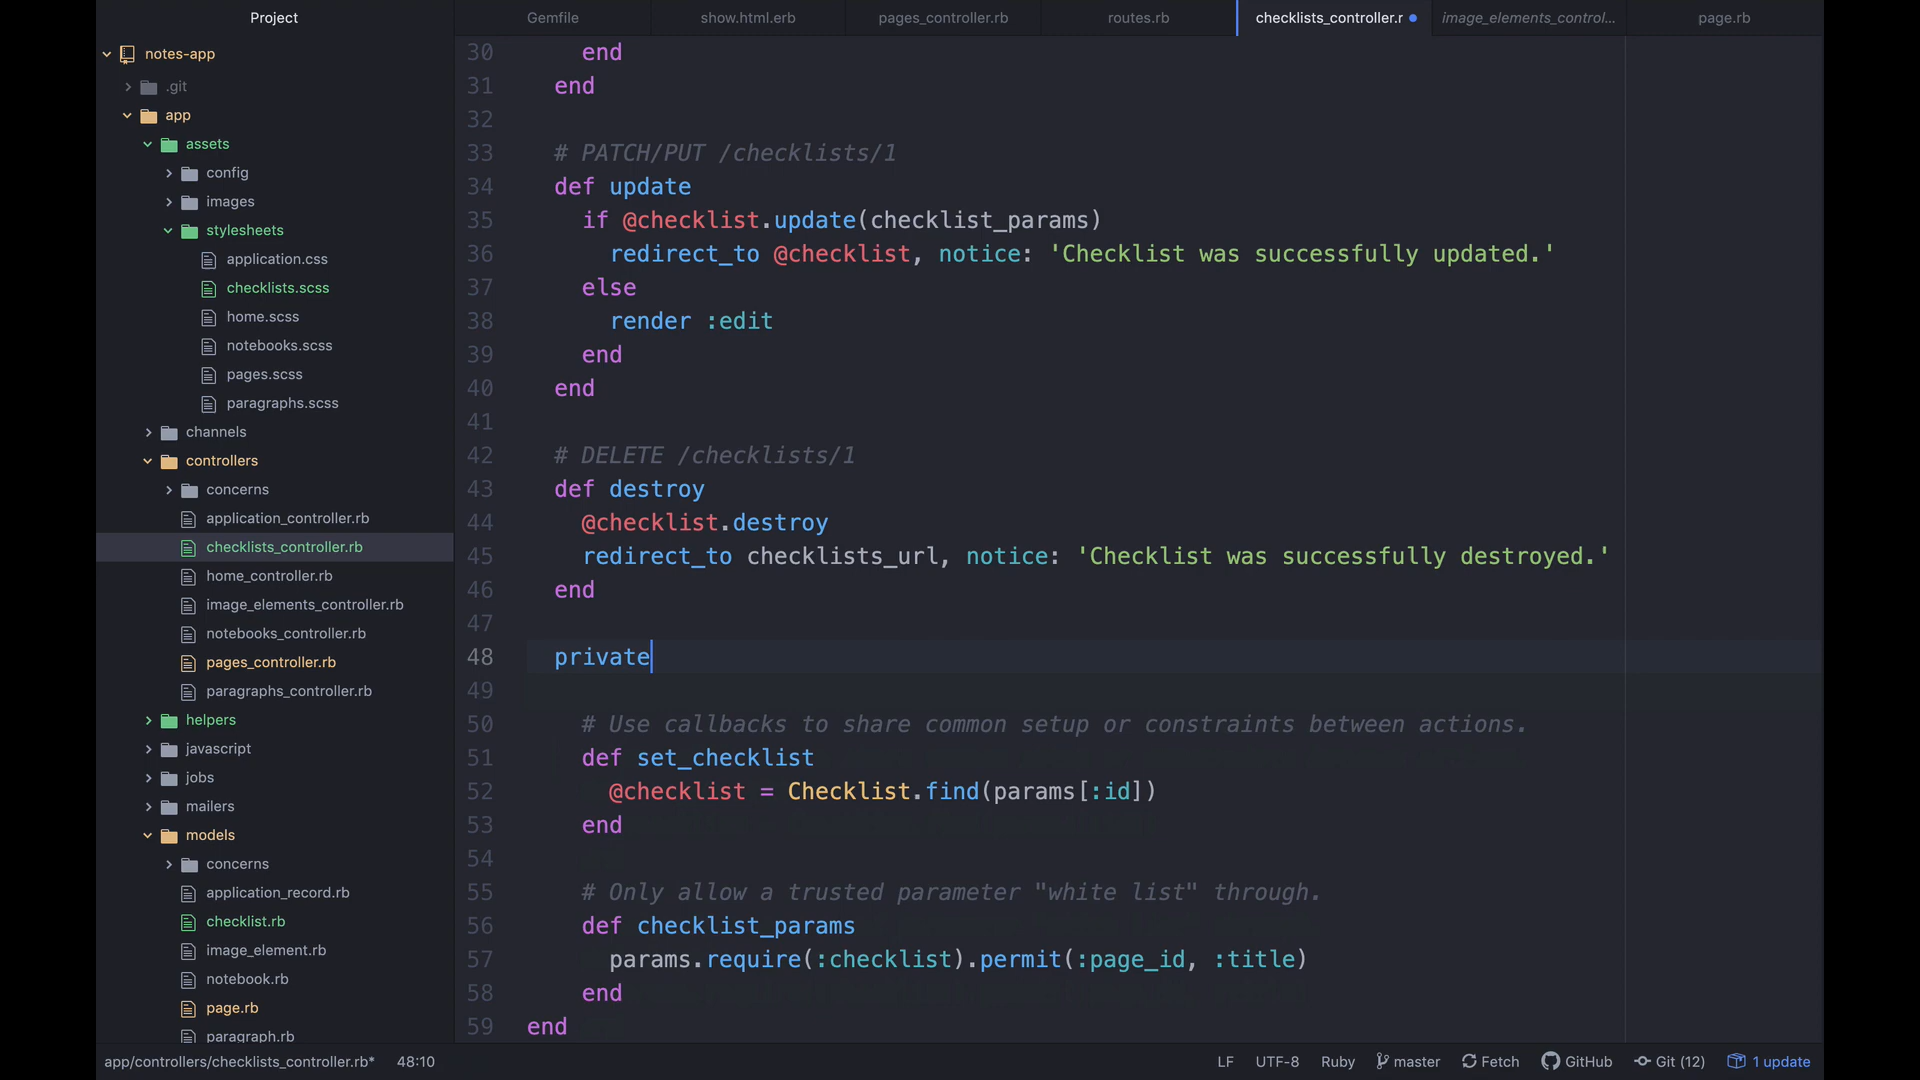 Project
Gemfile
show.html.erb
pages_controller.rb
routes.rb
checklists_controller.r
image_elements_control...
page.rb
notes-app
.git
app
assets
config
images
stylesheets
application.css
checklists.scss
home.scss
notebooks.scss
pages.scss
paragraphs.scss
channels
controllers
concerns
application_controller.rb
checklists_controller.rb
home_controller.rb
image_elements_controller.rb
notebooks_controller.rb
pages_controller.rb
paragraphs_controller.rb
helpers
javascript
jobs
mailers
models
concerns
application_record.rb
checklist.rb
image_element.rb
notebook.rb
page.rb
paragraph.rb
30 end
31 end
32
33 # PATCH/PUT /checklists/1
34 def update
35 if @checklist.update(checklist_params)
36 redirect_to @checklist, notice: 'Checklist was successfully updated.'
37 else
38 render :edit
39 end
40 end
41
42 # DELETE /checklists/1
43 def destroy
44 @checklist.destroy
45 redirect_to checklists_url, notice: 'Checklist was successfully destroyed.'
46 end
47
48 private
49
50 # Use callbacks to share common setup or constraints between actions.
51 def set_checklist
52 @checklist = Checklist.find(params[:id])
53 end
54
55 # Only allow a trusted parameter "white list" through.
56 def checklist_params
57 params.require(:checklist).permit(:page_id, :title)
58 end
59 end
app/controllers/checklists_controller.rb* 48:10 LF UTF-8 Ruby master Fetch GitHub Git (12) 1 update